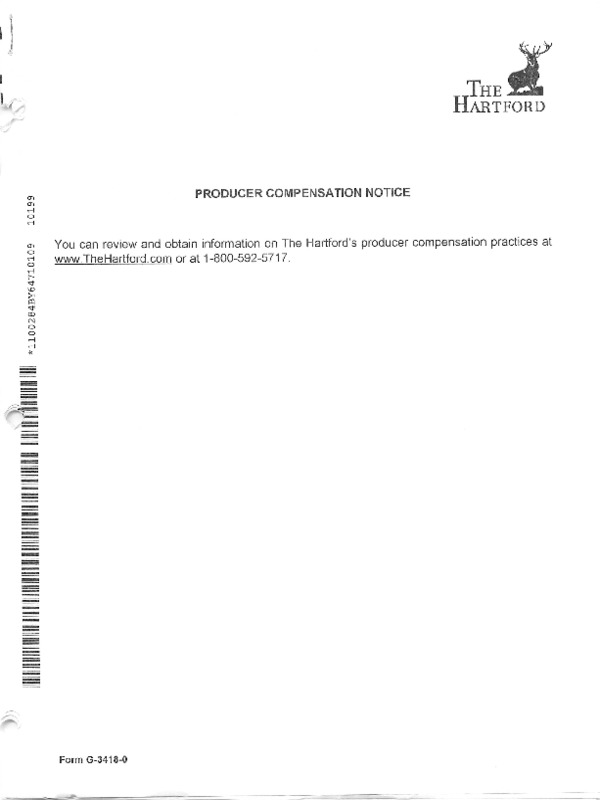 THE
HARTFORD
PRODUCER COMPENSATION NOTICE
You can review and obtain information on The Hartford's producer compensation practices at
www.TheHartford.com or at 1-800-592-5717.
*1100284BY64710109 10199
Form G-3418-0